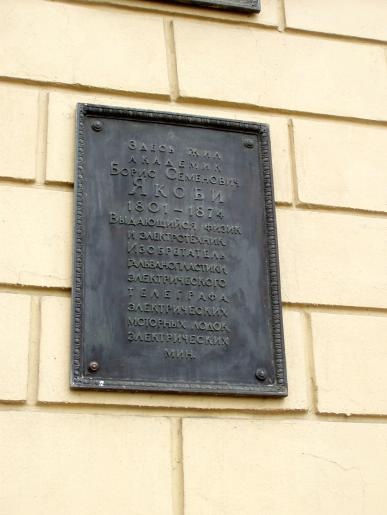 Здесь жил
академик
Борис Семенович
Якоби
1801–1874
Выдающийся физик
и электротехник.
Изобретатель
гальванопластики,
электрического
телеграфа
электрических
моторных лодок,
электрических
мин.